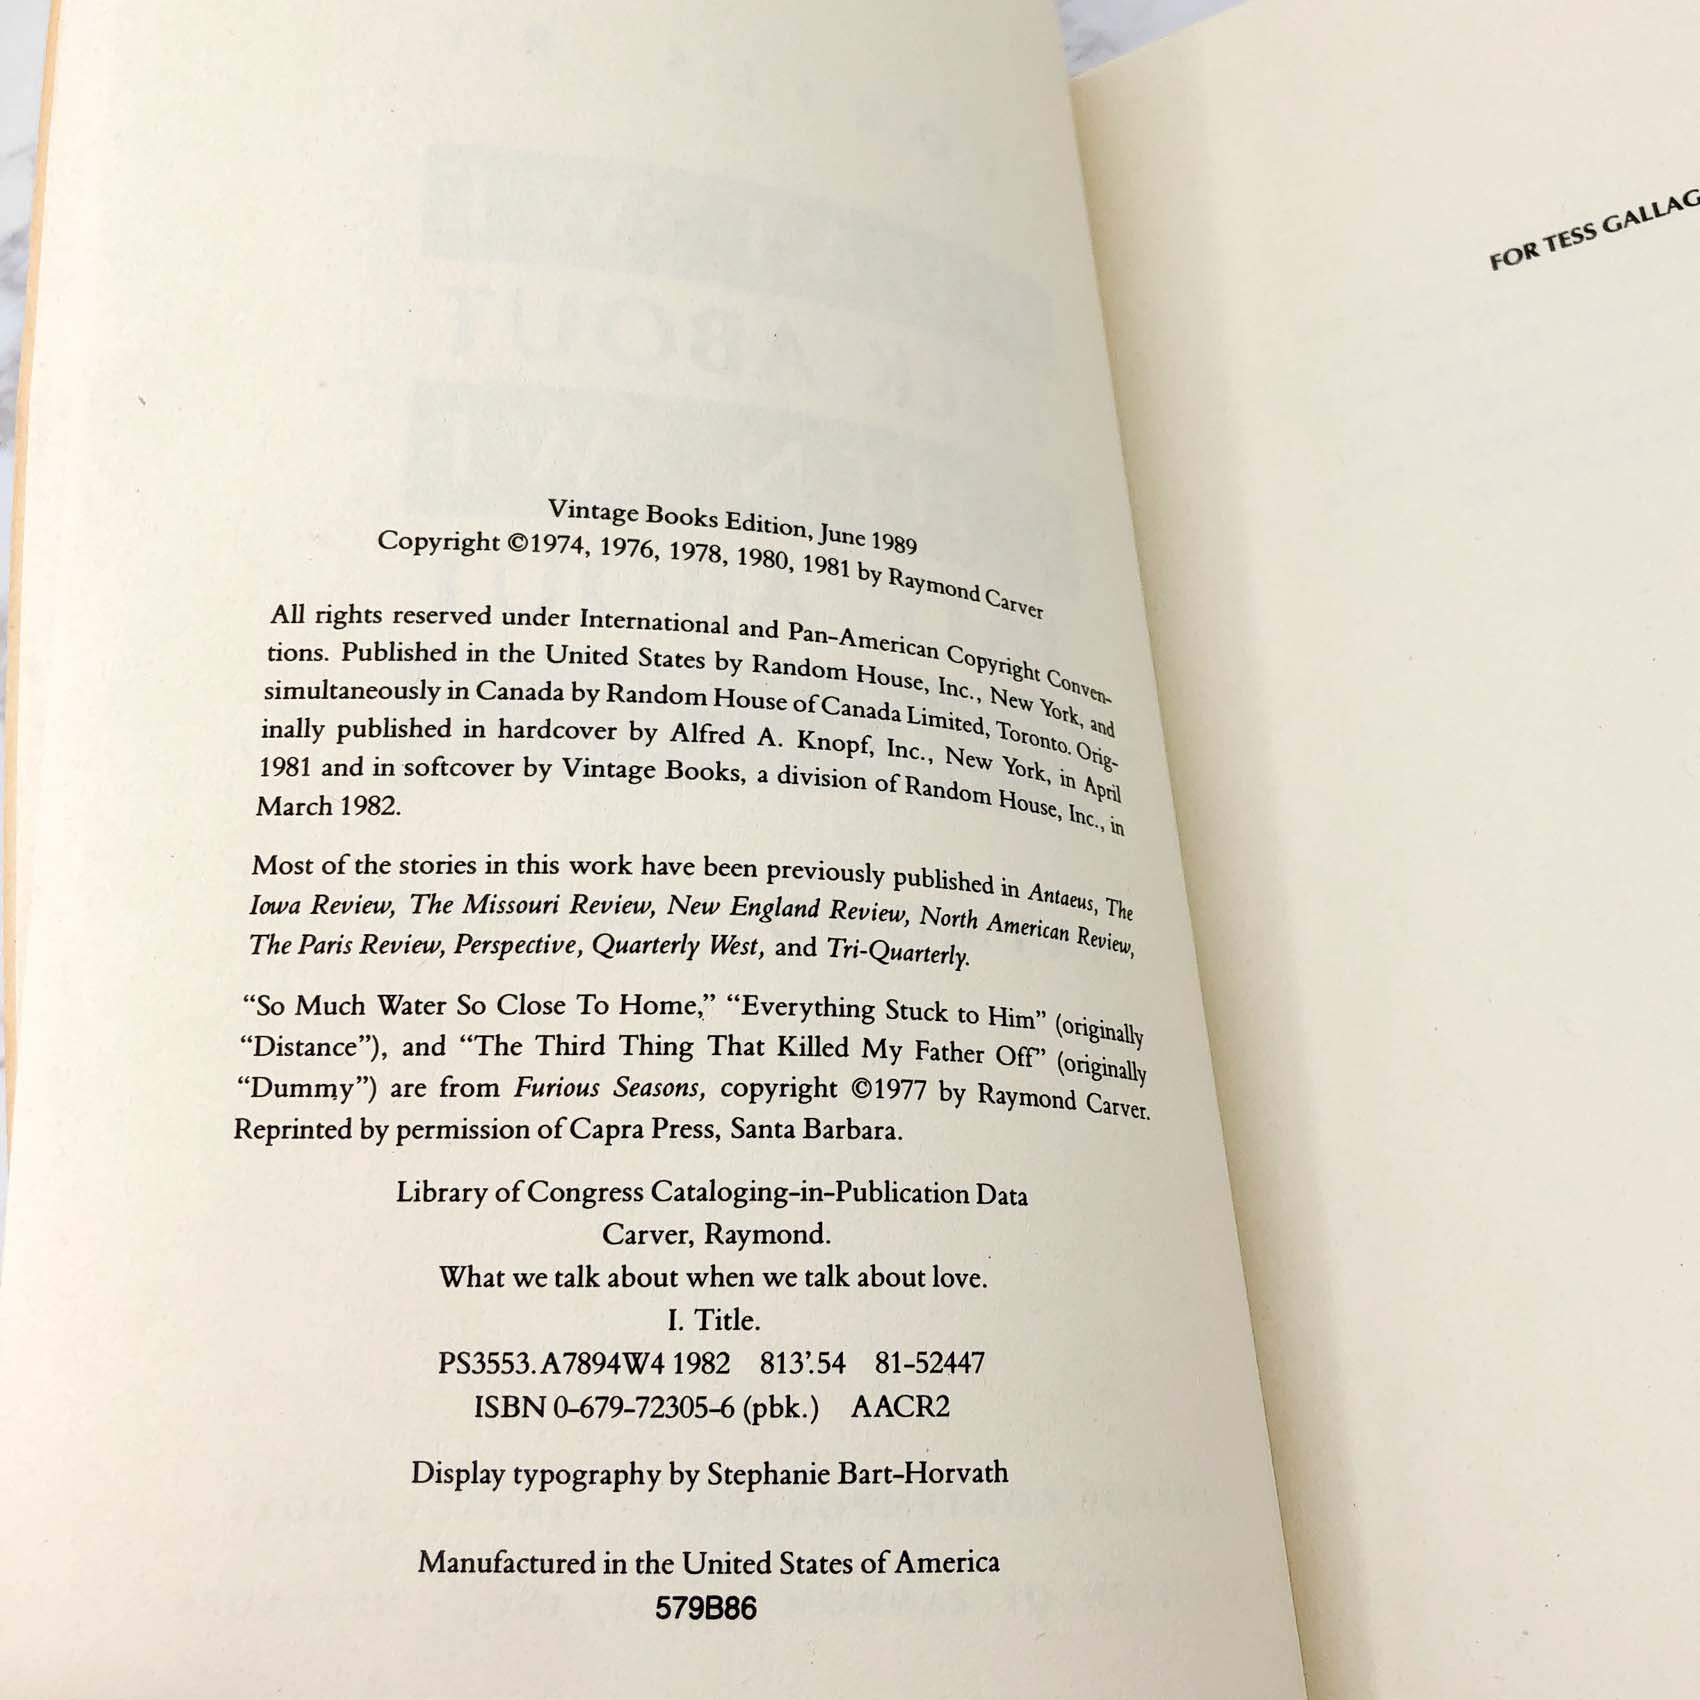 Vintage Books Edition, June 1989
Copyright ©1974, 1976, 1978, 1980, 1981 by Raymond Carver
All rights reserved under International and Pan-American Copyright Conven-
tions. Published in the United States by Random House, Inc., New York, and
simultaneously in Canada by Random House of Canada Limited, Toronto. Orig-
inally published in hardcover by Alfred A. Knopf, Inc., New York, in April
1981 and in softcover by Vintage Books, a division of Random House, Inc., in
March 1982.
Most of the stories in this work have been previously published in Antaeus, The
Iowa Review, The Missouri Review, New England Review, North American Review,
The Paris Review, Perspective, Quarterly West, and Tri-Quarterly.
“So Much Water So Close To Home,” “Everything Stuck to Him” (originally
“Distance”), and “The Third Thing That Killed My Father Off” (originally
“Dummy”) are from Furious Seasons, copyright ©1977 by Raymond Carver.
Reprinted by permission of Capra Press, Santa Barbara.
Library of Congress Cataloging-in-Publication Data
Carver, Raymond.
What we talk about when we talk about love.
I. Title.
PS3553.A7894W4 1982 813'.54 81-52447
ISBN 0-679-72305-6 (pbk.) AACR2
Display typography by Stephanie Bart-Horvath
Manufactured in the United States of America
579B86
FOR TESS GALLAG